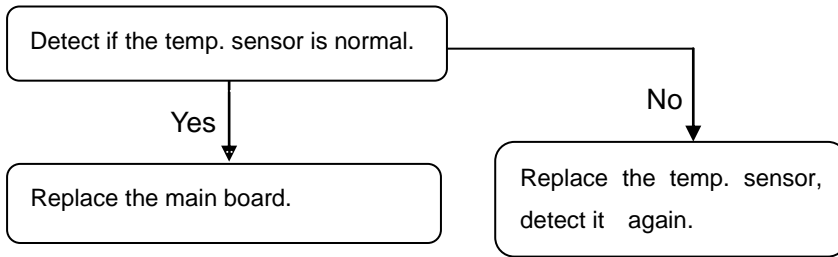 Detect if the temp. sensor is normal.
Yes
No
Replace the main board.
Replace the temp. sensor,
detect it again.